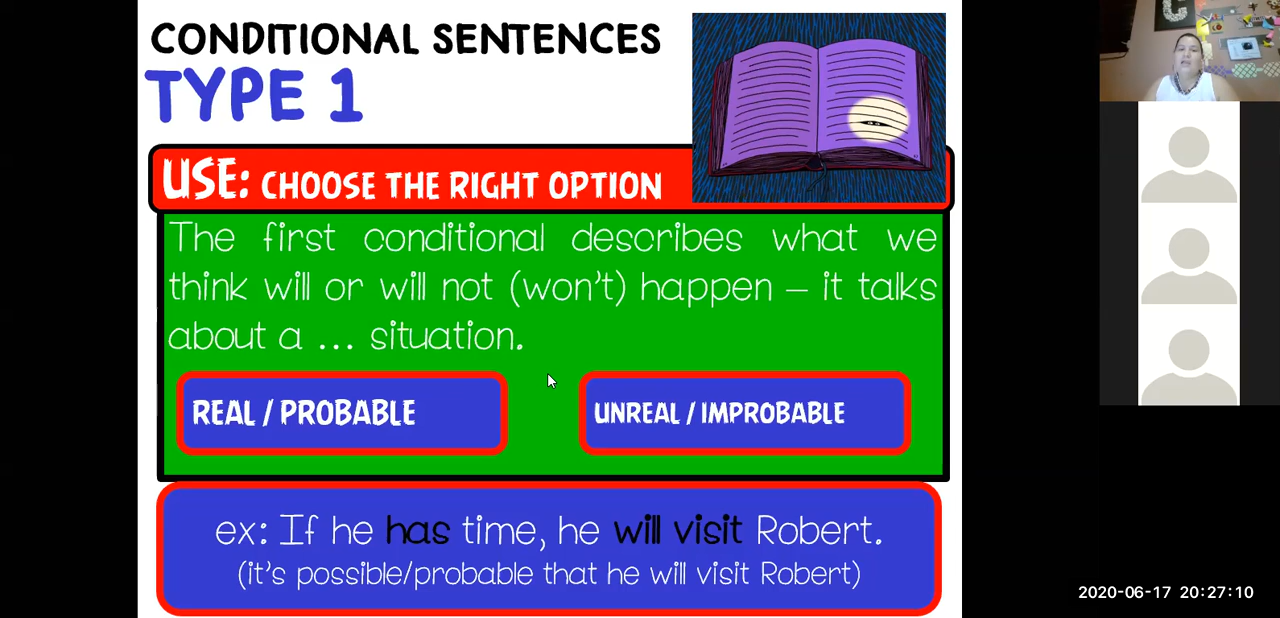 CONDITIONAL SENTENCES
TYPE 1
USE: CHOOSE THE RIGHT OPTION
The first conditional describes what we
think will or will not (won't) happen – it talks
about a ... situation.
REAL / PROBABLE
UNREAL / IMPROBABLE
ex: If he has time, he will visit Robert.
(it's possible/probable that he will visit Robert)
2020-06-17 20:27:10